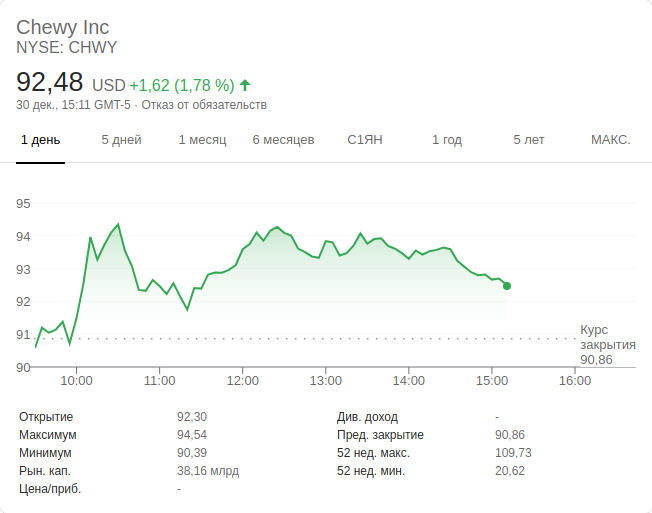 Chewy Inc
NYSE: CHWY
92,48 USD +1,62 (1,78 %)
30 дек., 15:11 GMT-5 · Отказ от обязательств
1 день 5 дней 1 месяц 6 месяцев С1ЯН 1 год 5 лет МАКС.
95
94
93
92
91
90
Курс
закрытия
90,86
10:00 11:00 12:00 13:00 14:00 15:00 16:00
Открытие 92,30 Див. доход -
Максимум 94,54 Пред. закрытие 90,86
Минимум 90,39 52 нед. макс. 109,73
Рын. кап. 38,16 млрд 52 нед. мин. 20,62
Цена/приб. -